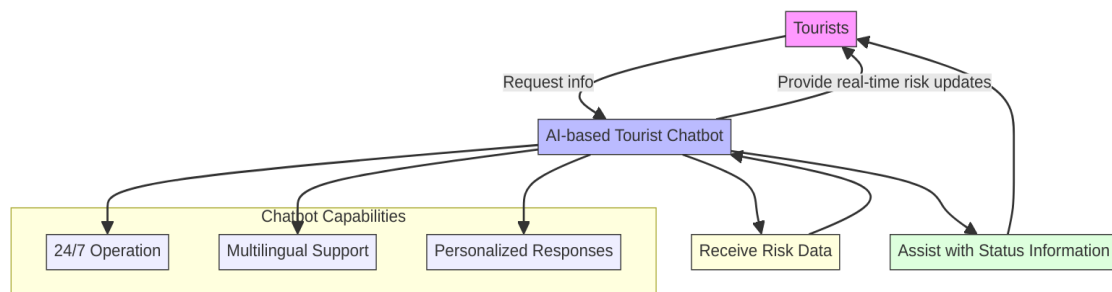 Tourists
Request info
Provide real-time risk updates
AI-based Tourist Chatbot
Chatbot Capabilities
24/7 Operation
Multilingual Support
Personalized Responses
Receive Risk Data
Assist with Status Information